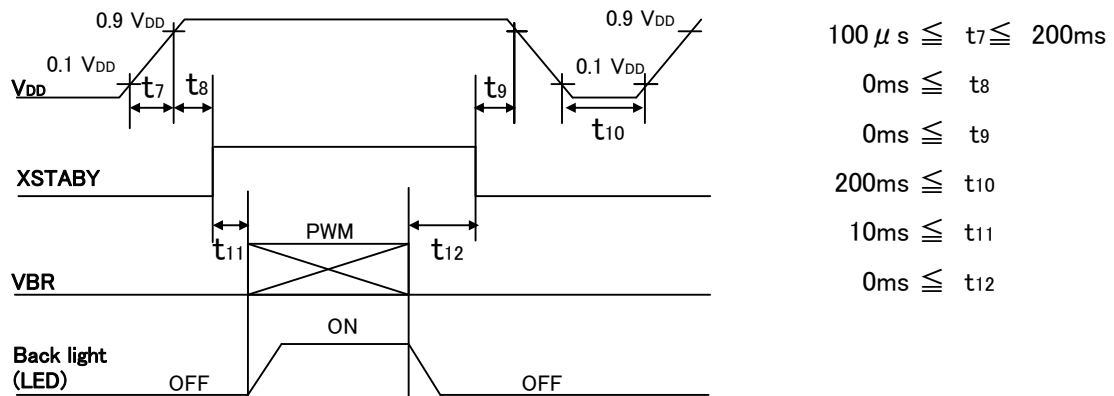 0.9 VDD
0.9 VDD
100 μs ≦ t7 ≦ 200ms
0.1 VDD
0.1 VDD
VDD
t7
t8
t9
0ms ≦ t8
t10
0ms ≦ t9
XSTABY
200ms ≦ t10
PWM
10ms ≦ t11
t11
t12
VBR
0ms ≦ t12
ON
Back light
(LED)
OFF
OFF